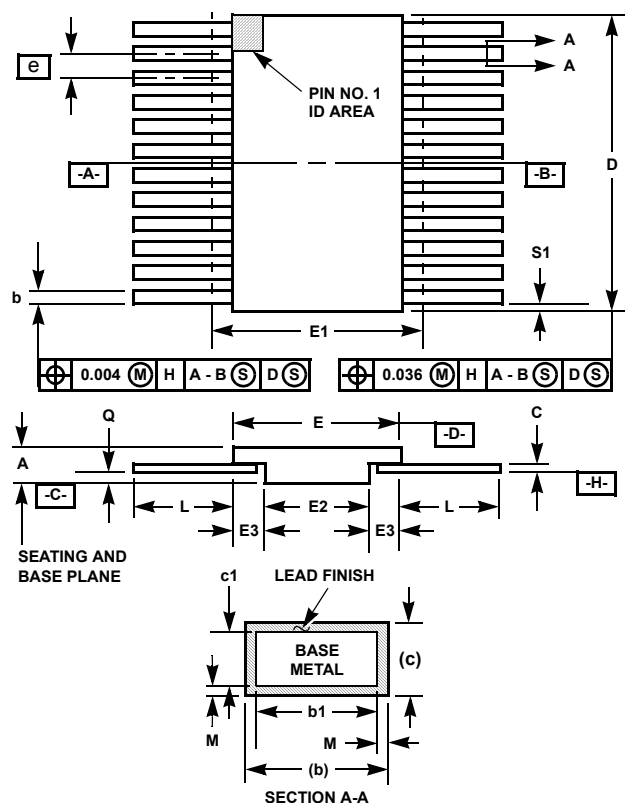 A
e
A
PIN NO. 1
ID AREA
-A-
-B-
D
S1
b
E1
0.004 M H A - B S D S
0.036 M H A - B S D S
Q
E
C
A
-D-
-C-
-H-
L
E2
L
E3
E3
SEATING AND
BASE PLANE
c1
LEAD FINISH
BASE
METAL
(c)
b1
M
M
(b)
SECTION A-A